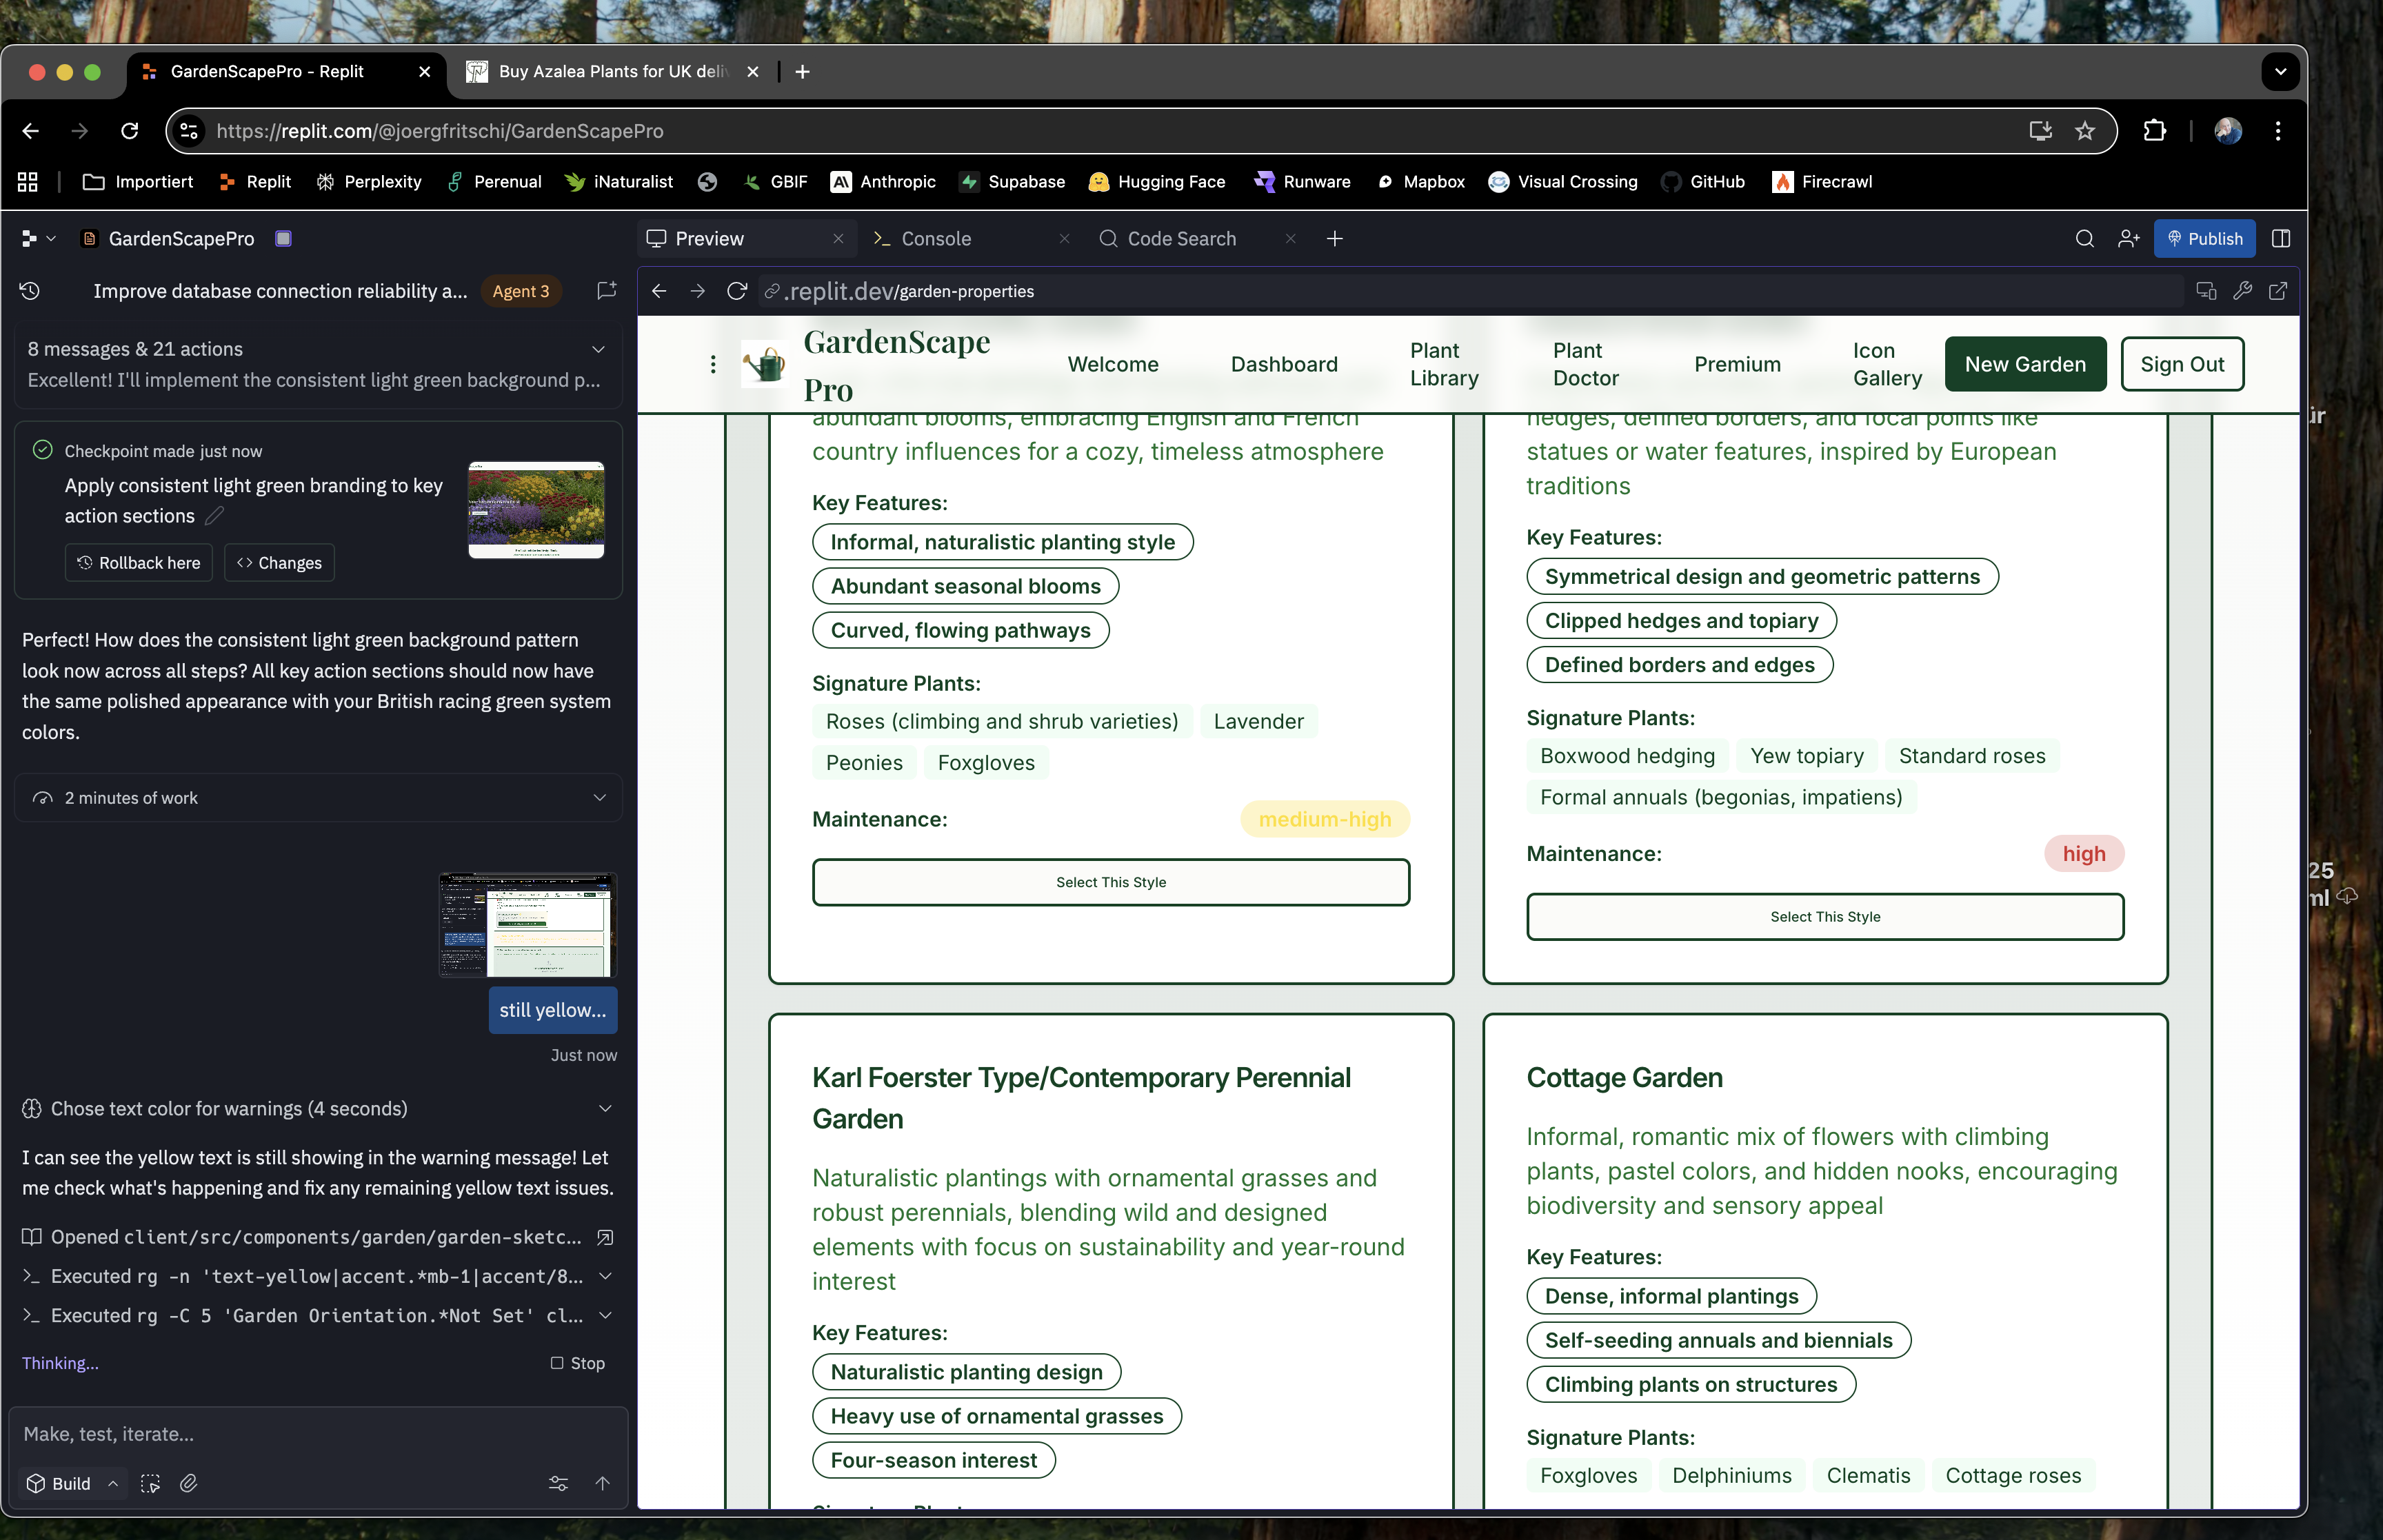 GardenScapePro - Replit
Buy Azalea Plants for UK deli
https://replit.com/@joergfritschi/GardenScapePro
Importiert
Replit
Perplexity
Perenual
iNaturalist
GBIF
Anthropic
Supabase
Hugging Face
Runware
Mapbox
Visual Crossing
GitHub
Firecrawl
GardenScapePro
Improve database connection reliability a...
Agent 3
8 messages & 21 actions
Excellent! I'll implement the consistent light green background p...
Checkpoint made just now
Apply consistent light green branding to key
action sections
Rollback here
Changes
Perfect! How does the consistent light green background pattern
look now across all steps? All key action sections should now have
the same polished appearance with your British racing green system
colors.
2 minutes of work
still yellow...
Just now
Chose text color for warnings (4 seconds)
I can see the yellow text is still showing in the warning message! Let
me check what's happening and fix any remaining yellow text issues.
Opened client/src/components/garden/garden-sketc...
Executed rg -n 'text-yellow|accent.*mb-1|accent/8...
Executed rg -C 5 'Garden Orientation.*Not Set' cl...
Thinking...
Stop
Make, test, iterate...
Build
Preview
Console
Code Search
Publish
.replit.dev/garden-properties
GardenScape
Pro
Welcome
Dashboard
Plant
Library
Plant
Doctor
Premium
Icon
Gallery
New Garden
Sign Out
abundant blooms, embracing English and French
country influences for a cozy, timeless atmosphere
Key Features:
Informal, naturalistic planting style
Abundant seasonal blooms
Curved, flowing pathways
Signature Plants:
Roses (climbing and shrub varieties)
Lavender
Peonies
Foxgloves
Maintenance:
medium-high
Select This Style
hedges, defined borders, and focal points like
statues or water features, inspired by European
traditions
Key Features:
Symmetrical design and geometric patterns
Clipped hedges and topiary
Defined borders and edges
Signature Plants:
Boxwood hedging
Yew topiary
Standard roses
Formal annuals (begonias, impatiens)
Maintenance:
high
Select This Style
Karl Foerster Type/Contemporary Perennial
Garden
Naturalistic plantings with ornamental grasses and
robust perennials, blending wild and designed
elements with focus on sustainability and year-round
interest
Key Features:
Naturalistic planting design
Heavy use of ornamental grasses
Four-season interest
Cottage Garden
Informal, romantic mix of flowers with climbing
plants, pastel colors, and hidden nooks, encouraging
biodiversity and sensory appeal
Key Features:
Dense, informal plantings
Self-seeding annuals and biennials
Climbing plants on structures
Signature Plants:
Foxgloves
Delphiniums
Clematis
Cottage roses
ür
25
ml